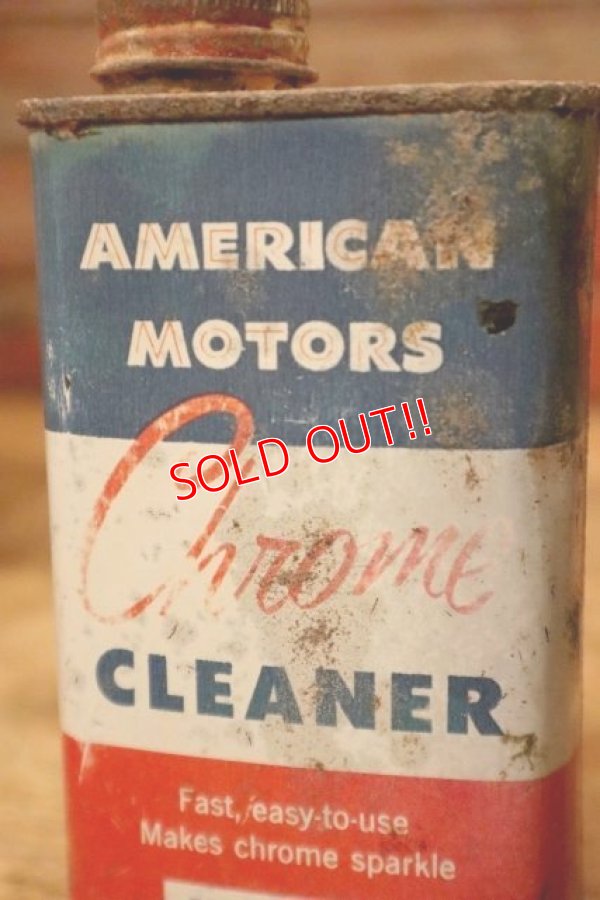 AMERICAN
MOTORS
SOLD OUT!!
Chrome
CLEANER
Fast, easy-to-use
Makes chrome sparkle